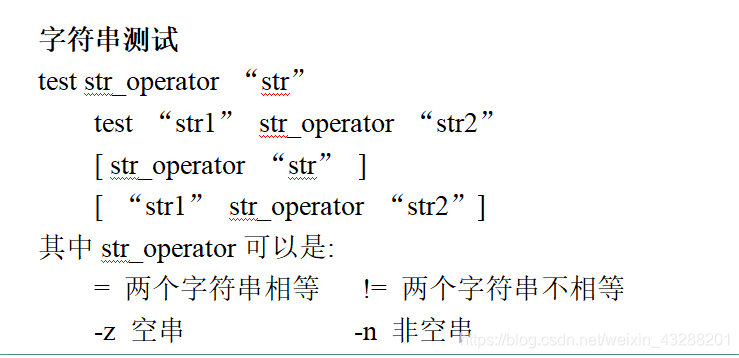 字符串测试
test str_operator “str”
test “str1” str_operator “str2”
[ str_operator “str” ]
[ “str1” str_operator “str2” ]
其中 str_operator 可以是:
= 两个字符串相等 != 两个字符串不相等
-z 空串 -n 非空串
https://blog.csdn.net/weixin_43288201